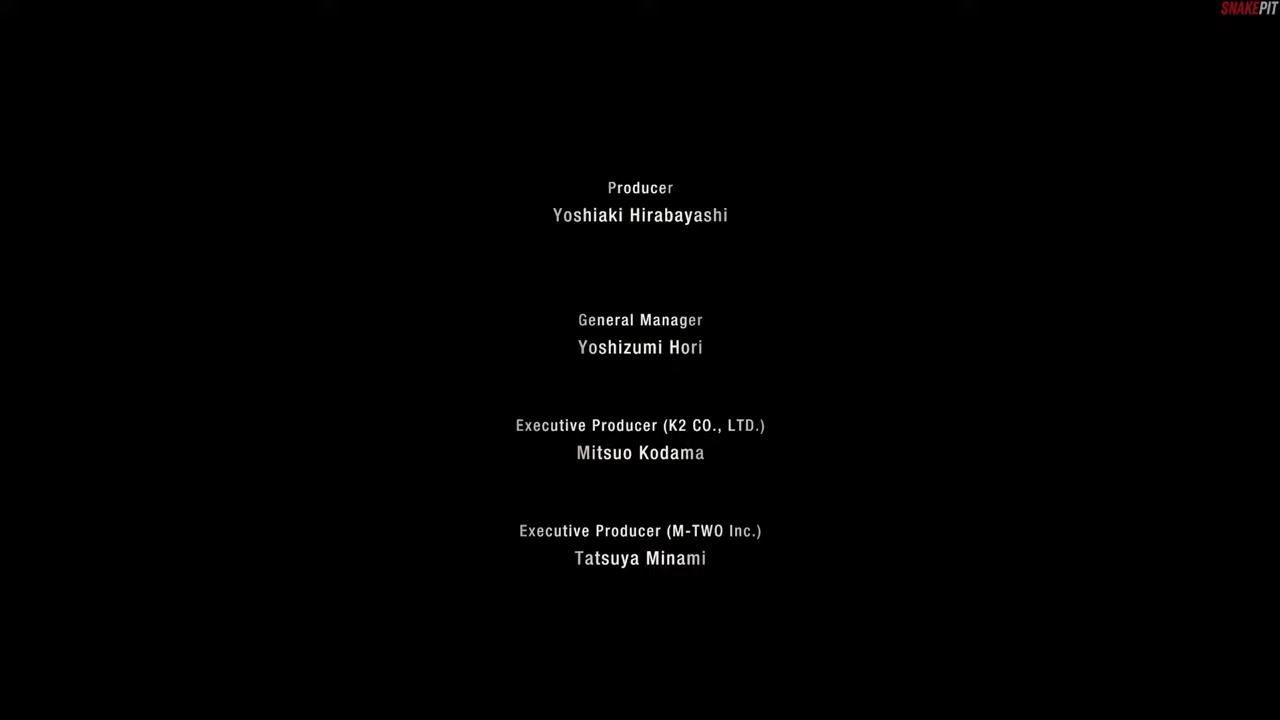 SNAKEPIT
Producer
Yoshiaki Hirabayashi
General Manager
Yoshizumi Hori
Executive Producer (K2 CO., LTD.)
Mitsuo Kodama
Executive Producer (M-TWO Inc.)
Tatsuya Minami